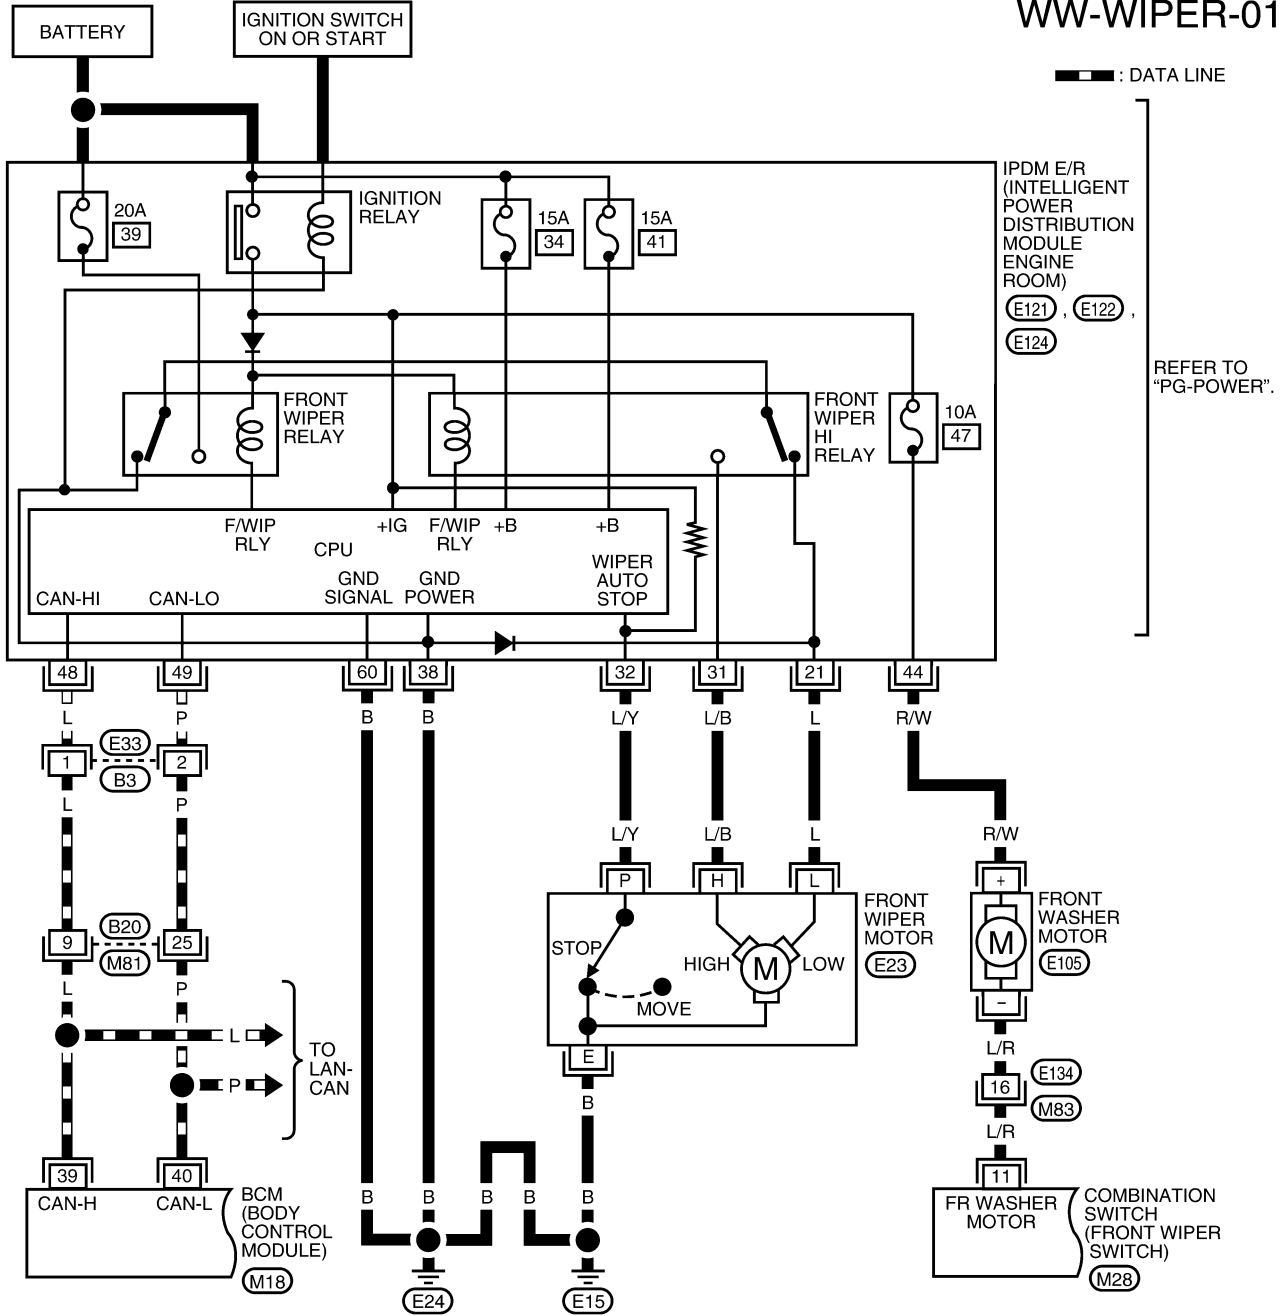 WW-WIPER-01
BATTERY
IGNITION SWITCH
ON OR START
: DATA LINE
20A
39
IGNITION
RELAY
15A
34
15A
41
IPDM E/R
(INTELLIGENT
POWER
DISTRIBUTION
MODULE
ENGINE
ROOM)
E121 , E122 ,
E124
REFER TO
“PG-POWER”.
FRONT
WIPER
RELAY
FRONT
WIPER
HI
RELAY
10A
47
F/WIP
RLY
+IG
F/WIP
RLY
+B
+B
CPU
WIPER
AUTO
STOP
GND
SIGNAL
GND
POWER
CAN-HI
CAN-LO
48
49
60
38
32
31
21
44
L
P
B
B
L/Y
L/B
L
R/W
E33
1
2
B3
L
P
L/Y
L/B
L
R/W
P
H
L
+
FRONT
WIPER
MOTOR
E23
FRONT
WASHER
MOTOR
E105
B20
9
25
M81
STOP
HIGH
M
LOW
M
MOVE
–
L
P
L
P
TO
LAN-
CAN
E
B
L/R
16
E134
M83
L/R
39
40
11
CAN-H
CAN-L
BCM
(BODY
CONTROL
MODULE)
M18
B
B
B
B
B
FR WASHER
MOTOR
COMBINATION
SWITCH
(FRONT WIPER
SWITCH)
M28
E24
E15